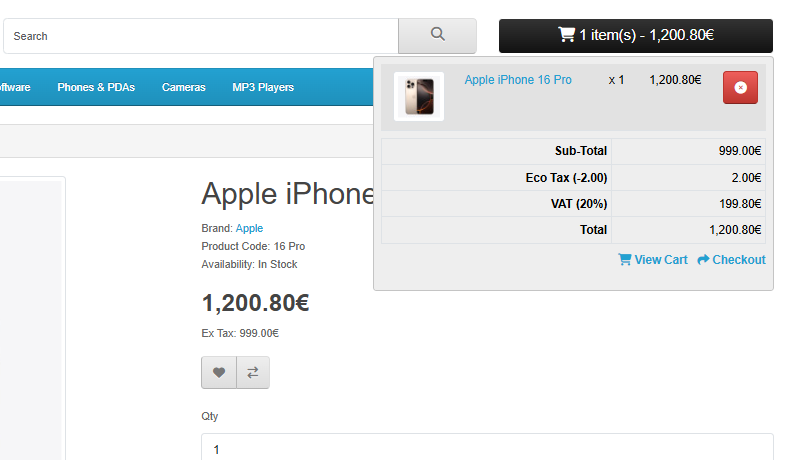 Search
1 item(s) - 1,200.80€
ftware
Phones & PDAs
Cameras
MP3 Players
Apple iPhone 16 Pro
x 1
1,200.80€
Sub-Total
999.00€
Eco Tax (-2.00)
2.00€
VAT (20%)
199.80€
Total
1,200.80€
View Cart
Checkout
Apple iPhone
Brand: Apple
Product Code: 16 Pro
Availability: In Stock
1,200.80€
Ex Tax: 999.00€
Qty
1